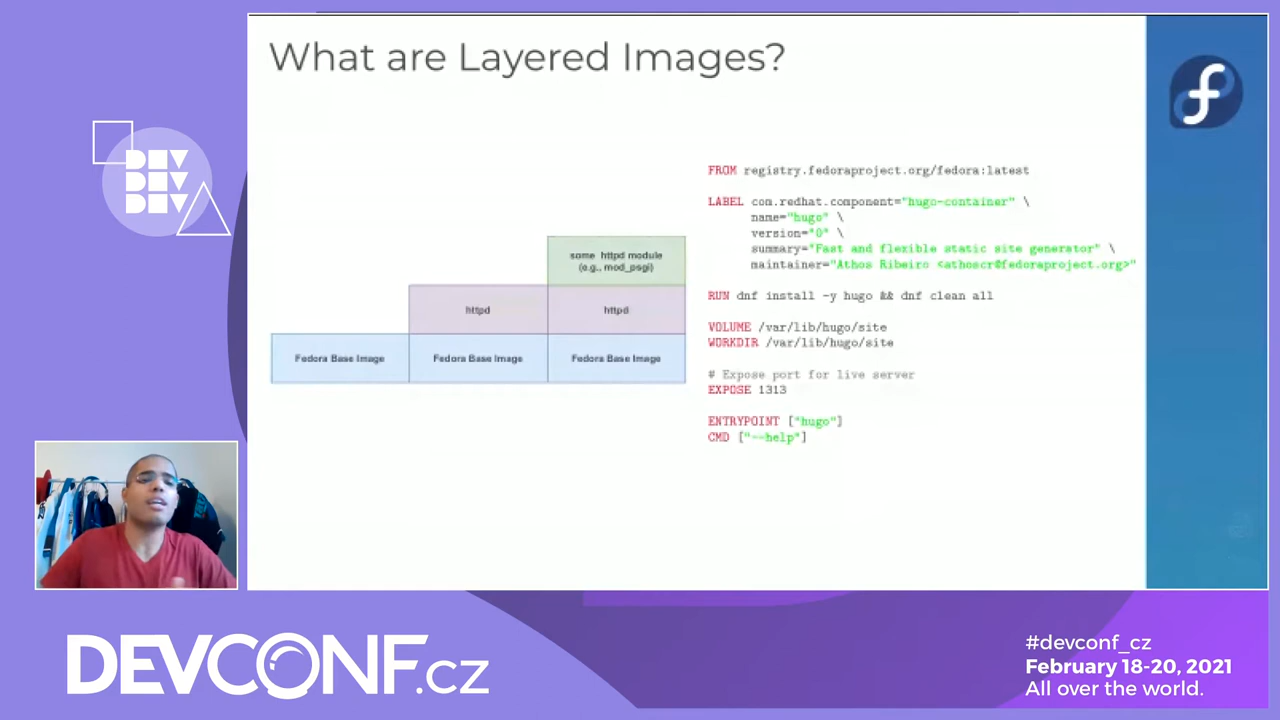 What are Layered Images?
DEV
DEV
DEV
some httpd module
(e.g., mod_psgi)
httpd
httpd
Fedora Base Image
Fedora Base Image
Fedora Base Image
FROM registry.fedoraproject.org/fedora:latest
LABEL com.redhat.component="hugo-container" \
name="hugo" \
version="0" \
summary="Fast and flexible static site generator" \
maintainer="Athos Ribeiro <athoscr@fedoraproject.org>"
RUN dnf install -y hugo && dnf clean all
VOLUME /var/lib/hugo/site
WORKDIR /var/lib/hugo/site
# Expose port for live server
EXPOSE 1313
ENTRYPOINT ["hugo"]
CMD ["--help"]
DEVCONF.cz
#devconf_cz
February 18-20, 2021
All over the world.